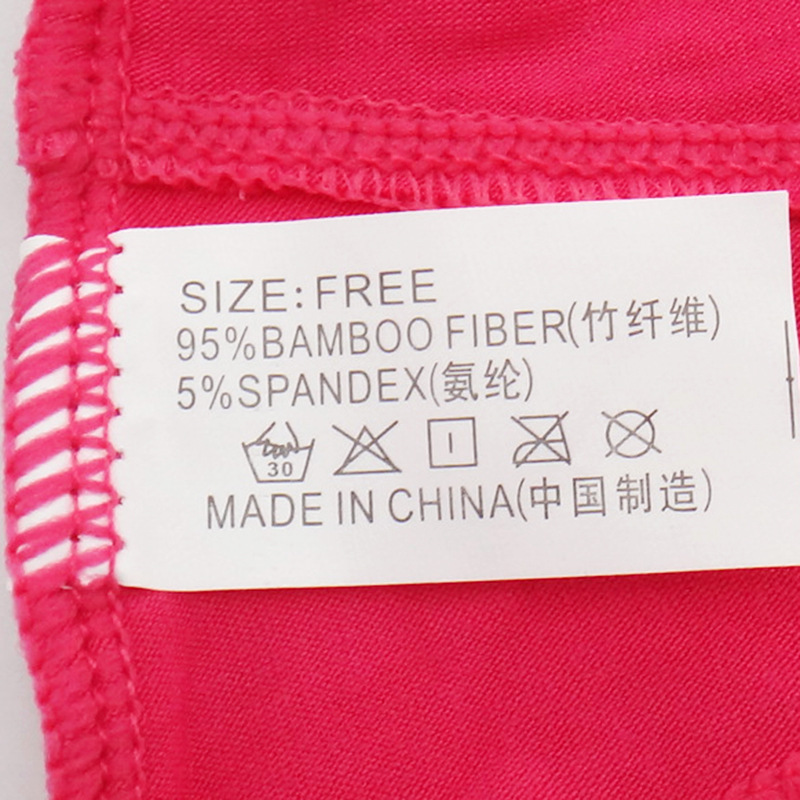 SIZE:FREE
95%BAMBOO FIBER(竹纤维)
5%SPANDEX(氨纶)
30
MADE IN CHINA(中国制造)